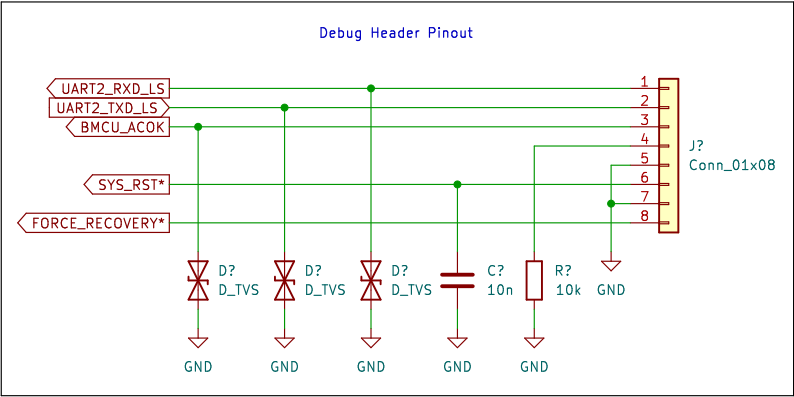 Debug Header Pinout
UART2_RXD_LS
1
UART2_TXD_LS
2
BMCU_ACOK
3
4
J?
5
Conn_01x08
SYS_RST*
6
7
FORCE_RECOVERY*
8
D?
D_TVS
D?
D_TVS
D?
D_TVS
C?
10n
R?
10k
GND
GND
GND
GND
GND
GND